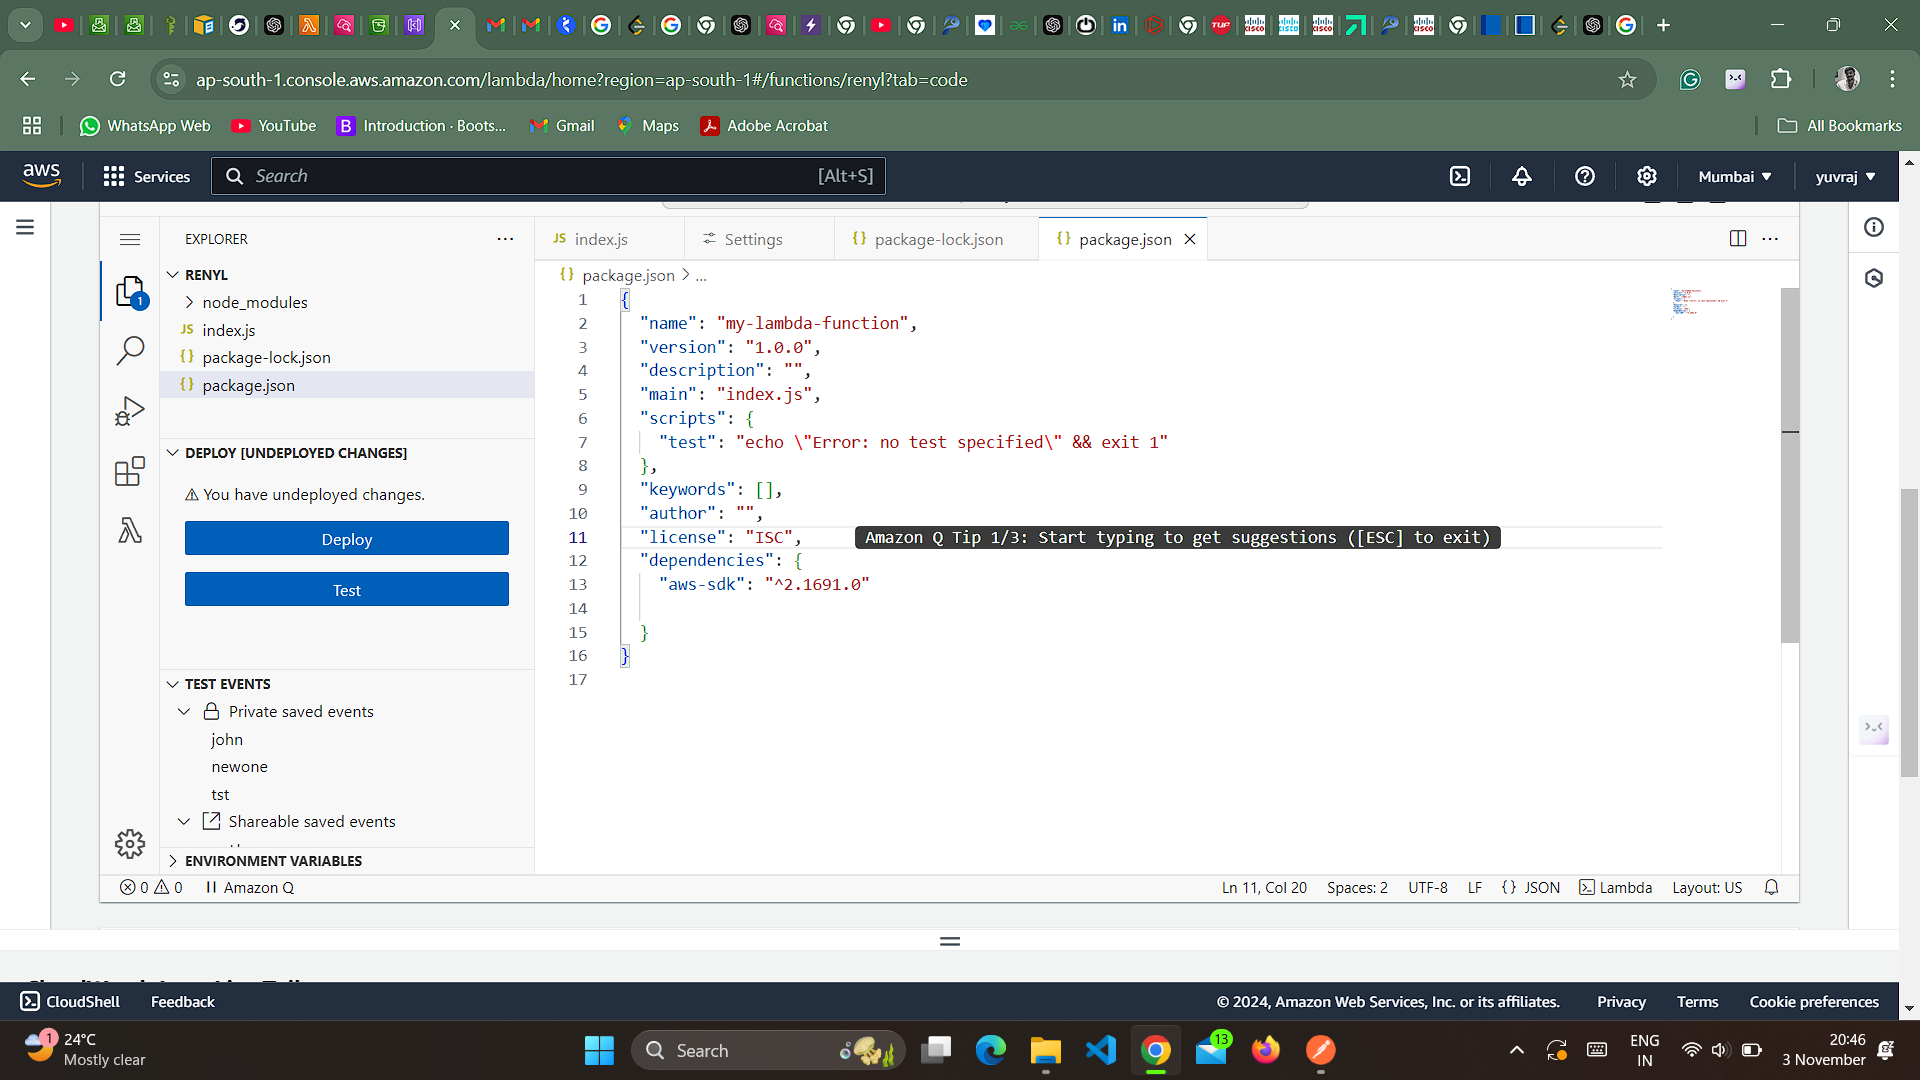 ap-south-1.console.aws.amazon.com/lambda/home?region=ap-south-1#/functions/renyl?tab=code
WhatsApp Web
YouTube
Introduction · Boots...
Gmail
Maps
Adobe Acrobat
All Bookmarks
aws
Services
Search
[Alt+S]
Mumbai
yuvraj
EXPLORER
JS index.js
Settings
{} package-lock.json
{} package.json
RENYL
{} package.json > ...
node_modules
JS index.js
{} package-lock.json
{} package.json
1 {
2 "name": "my-lambda-function",
3 "version": "1.0.0",
4 "description": "",
5 "main": "index.js",
6 "scripts": {
7 "test": "echo \"Error: no test specified\" && exit 1"
8 },
9 "keywords": [],
10 "author": "",
11 "license": "ISC", Amazon Q Tip 1/3: Start typing to get suggestions ([ESC] to exit)
12 "dependencies": {
13 "aws-sdk": "^2.1691.0"
14
15 }
16 }
17
1
DEPLOY [UNDEPLOYED CHANGES]
You have undeployed changes.
Deploy
Test
TEST EVENTS
Private saved events
john
newone
tst
Shareable saved events
ENVIRONMENT VARIABLES
0 0
Amazon Q
Ln 11, Col 20
Spaces: 2
UTF-8
LF
{} JSON
Lambda
Layout: US
CloudShell
Feedback
© 2024, Amazon Web Services, Inc. or its affiliates.
Privacy
Terms
Cookie preferences
1
24°C
Mostly clear
Search
13
ENG
IN
20:46
3 November